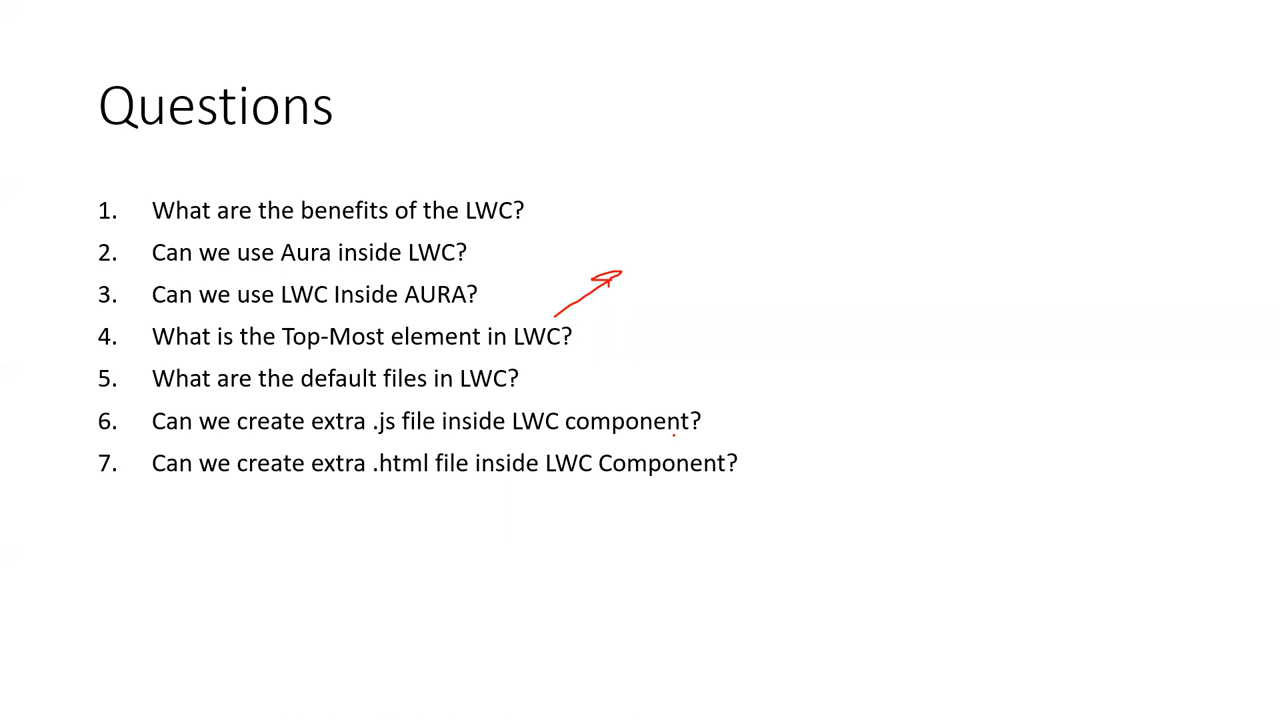 Questions
1. What are the benefits of the LWC?
2. Can we use Aura inside LWC?
3. Can we use LWC Inside AURA?
4. What is the Top-Most element in LWC?
5. What are the default files in LWC?
6. Can we create extra .js file inside LWC component?
7. Can we create extra .html file inside LWC Component?